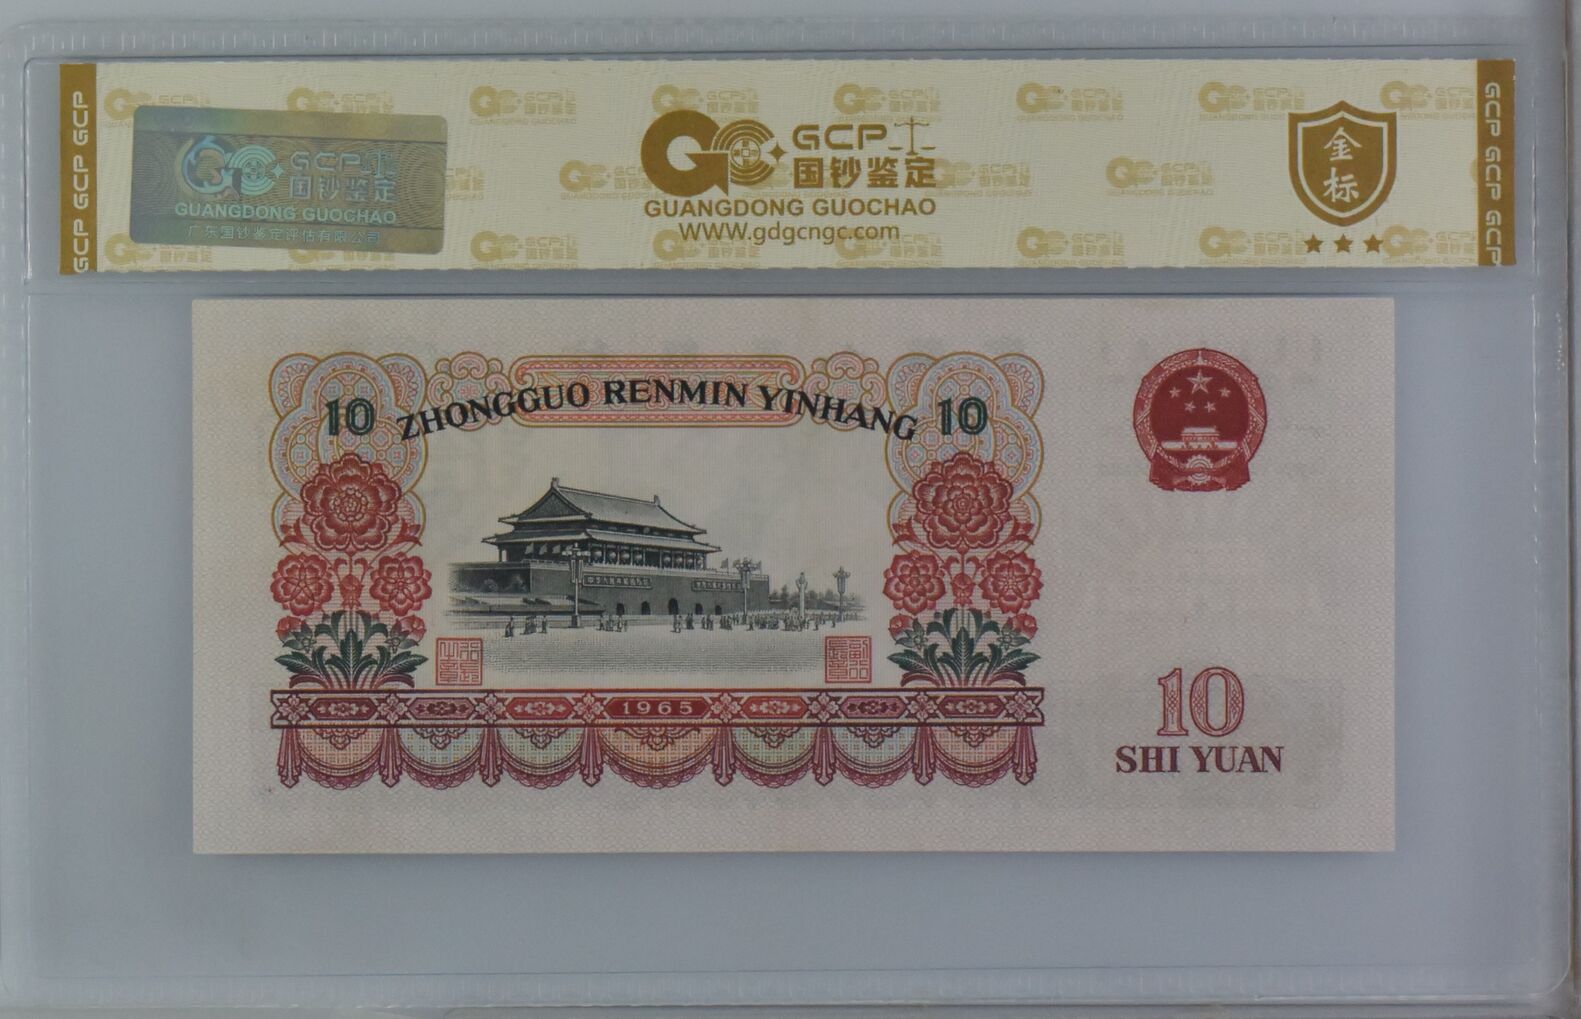 GCP 国钞鉴定
GUANGDONG GUOCHAO
广东国钞鉴定评估有限公司
GCP 国钞鉴定
GUANGDONG GUOCHAO
WWW.gdgcngc.com
金标
GCP GCP GCP
GCP GCP GCP
10 ZHONGGUO RENMIN YINHANG 10
1965
10
SHI YUAN